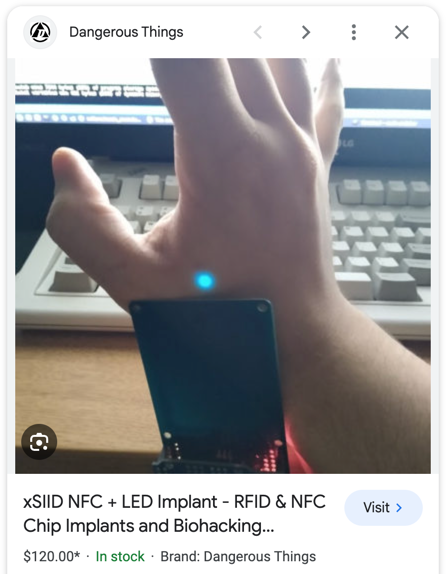 Dangerous Things
xSIID NFC + LED Implant - RFID & NFC
Chip Implants and Biohacking...
Visit
$120.00* · In stock · Brand: Dangerous Things